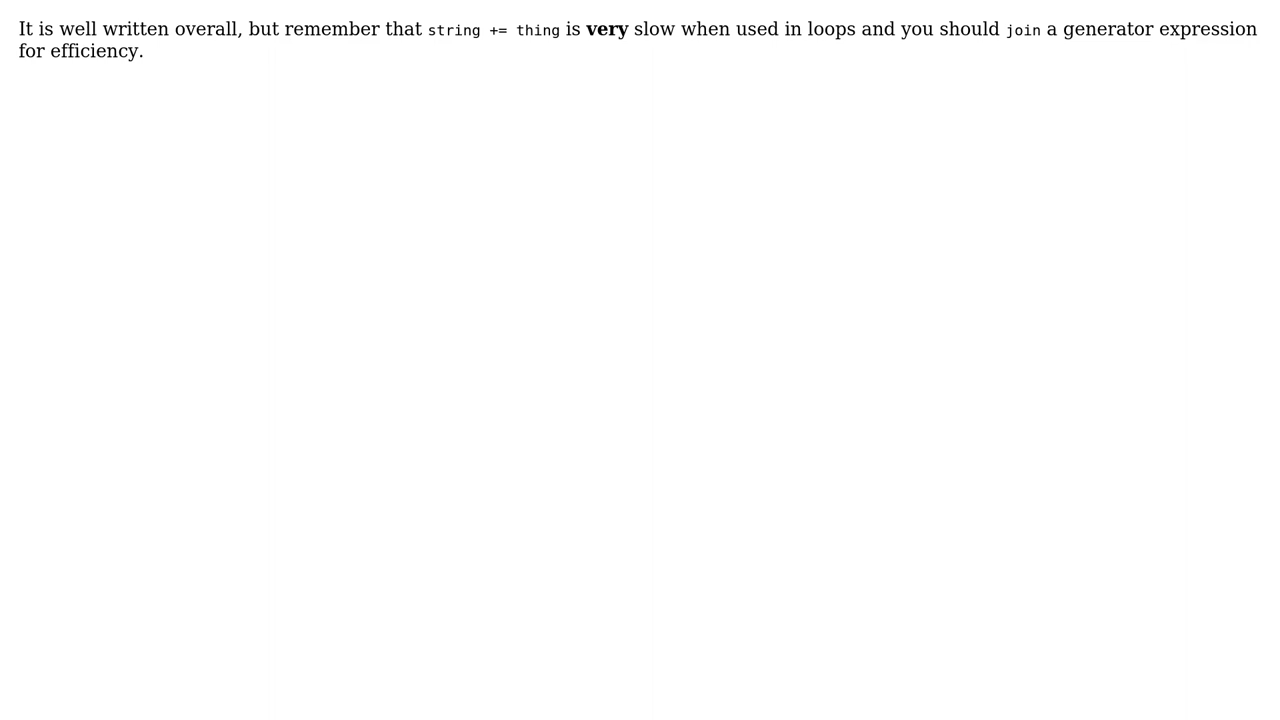 It is well written overall, but remember that string += thing is very slow when used in loops and you should join a generator expression
for efficiency.